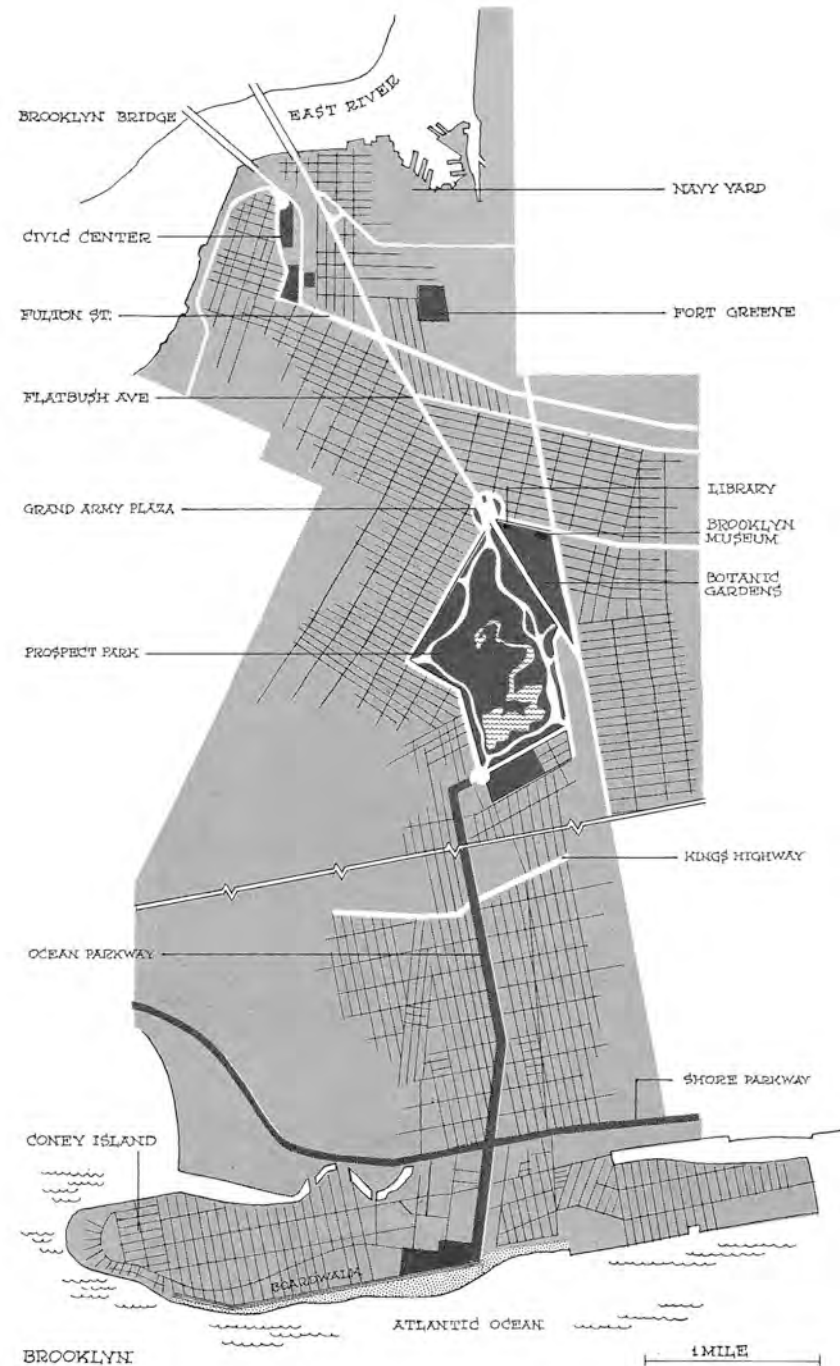 EAST RIVER
BROOKLYN BRIDGE
NAVY YARD
CIVIC CENTER
FULTON ST.
FORT GREENE
FLATBUSH AVE
LIBRARY
GRAND ARMY PLAZA
BROOKLYN
MUSEUM
BOTANIC
GARDENS
PROSPECT PARK
KINGS HIGHWAY
OCEAN PARKWAY
SHORE PARKWAY
CONEY ISLAND
BOARDWALK
ATLANTIC OCEAN
BROOKLYN
1 MILE